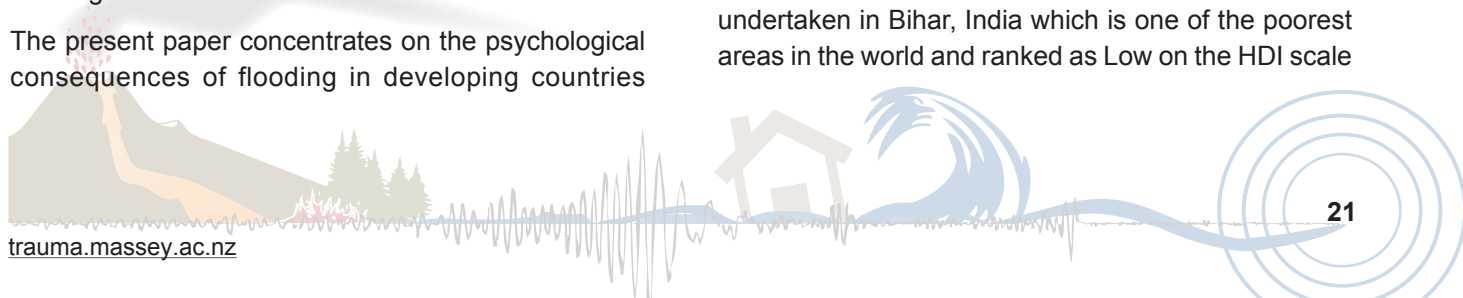 The present paper concentrates on the psychological
consequences of flooding in developing countries
undertaken in Bihar, India which is one of the poorest
areas in the world and ranked as Low on the HDI scale
21
trauma.massey.ac.nz